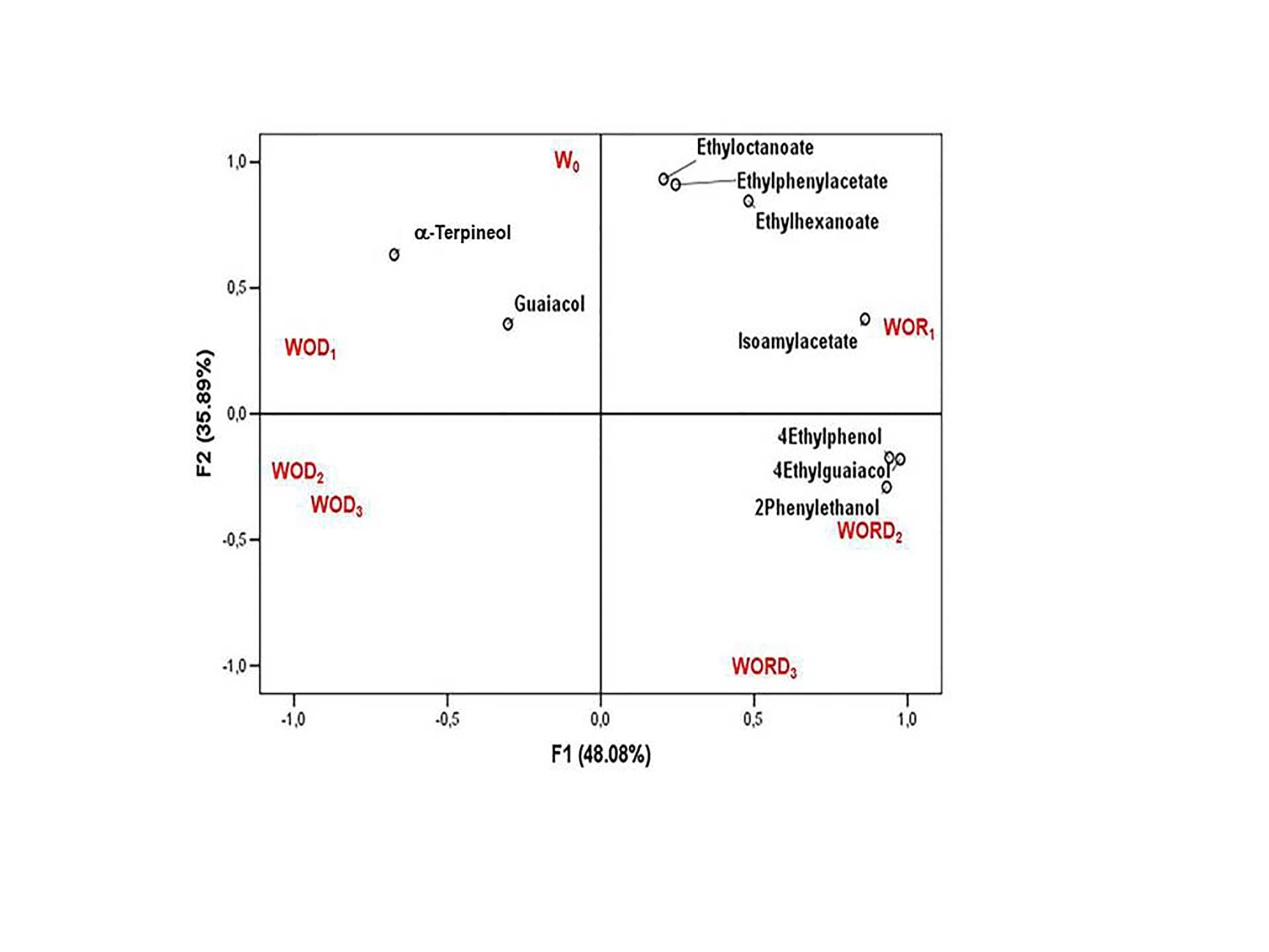 Ethyloctanoate
1,0
W₀
Ethylphenylacetate
Ethylhexanoate
α-Terpineol
0,5
Guaiacol
WOR₁
Isoamylacetate
WOD₁
F2 (35.89%)
0,0
4Ethylphenol
WOD₂
4Ethylguaiacol
WOD₃
2Phenylethanol
-0,5
WORD₂
-1,0
WORD₃
-1,0 -0,5 0,0 0,5 1,0
F1 (48.08%)